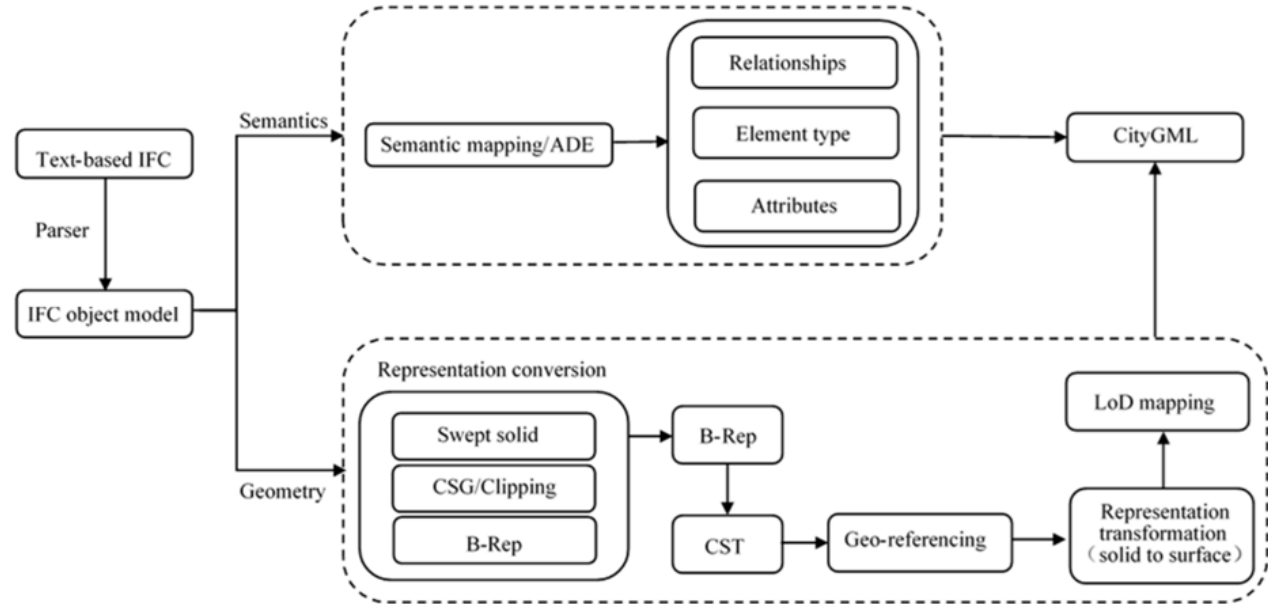 Text-based IFC
Parser
IFC object model
Semantics
Semantic mapping/ADE
Relationships
Element type
Attributes
CityGML
Geometry
Representation conversion
Swept solid
CSG/Clipping
B-Rep
B-Rep
CST
Geo-referencing
Representation
transformation
（solid to surface）
LoD mapping